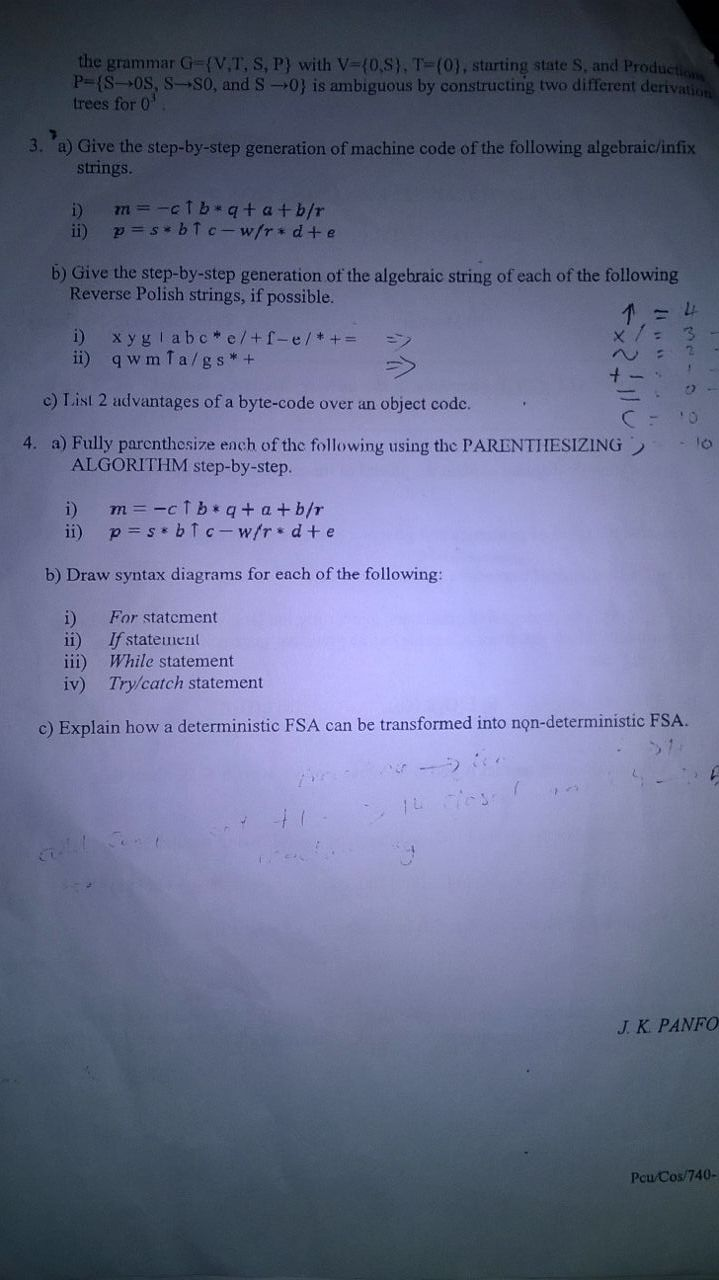 the grammar G={V,T, S, P} with V={0,S}, T={0}, starting state S, and Productions
P={S→0S, S→S0, and S →0} is ambiguous by constructing two different derivation
trees for 0³.
3. a) Give the step-by-step generation of machine code of the following algebraic/infix
strings.
i) m = −c↑b * q + a + b/r
ii) p = s * b↑c − w/r * d + e
b) Give the step-by-step generation of the algebraic string of each of the following
Reverse Polish strings, if possible.
↑ = 4
i) x y g | a b c * e / + f − e / * + = =>
x / = 3
ii) q w m ↑ a / g s * + =>
~ = 2
+ − : 1
c) List 2 advantages of a byte-code over an object code.
= : 0
( = 10
4. a) Fully parenthesize each of the following using the PARENTHESIZING
) - 10
ALGORITHM step-by-step.
i) m = −c↑b * q + a + b/r
ii) p = s * b↑c − w/r * d + e
b) Draw syntax diagrams for each of the following:
i) For statement
ii) If statement
iii) While statement
iv) Try/catch statement
c) Explain how a deterministic FSA can be transformed into non-deterministic FSA.
J. K. PANFO
Pcu/Cos/740-